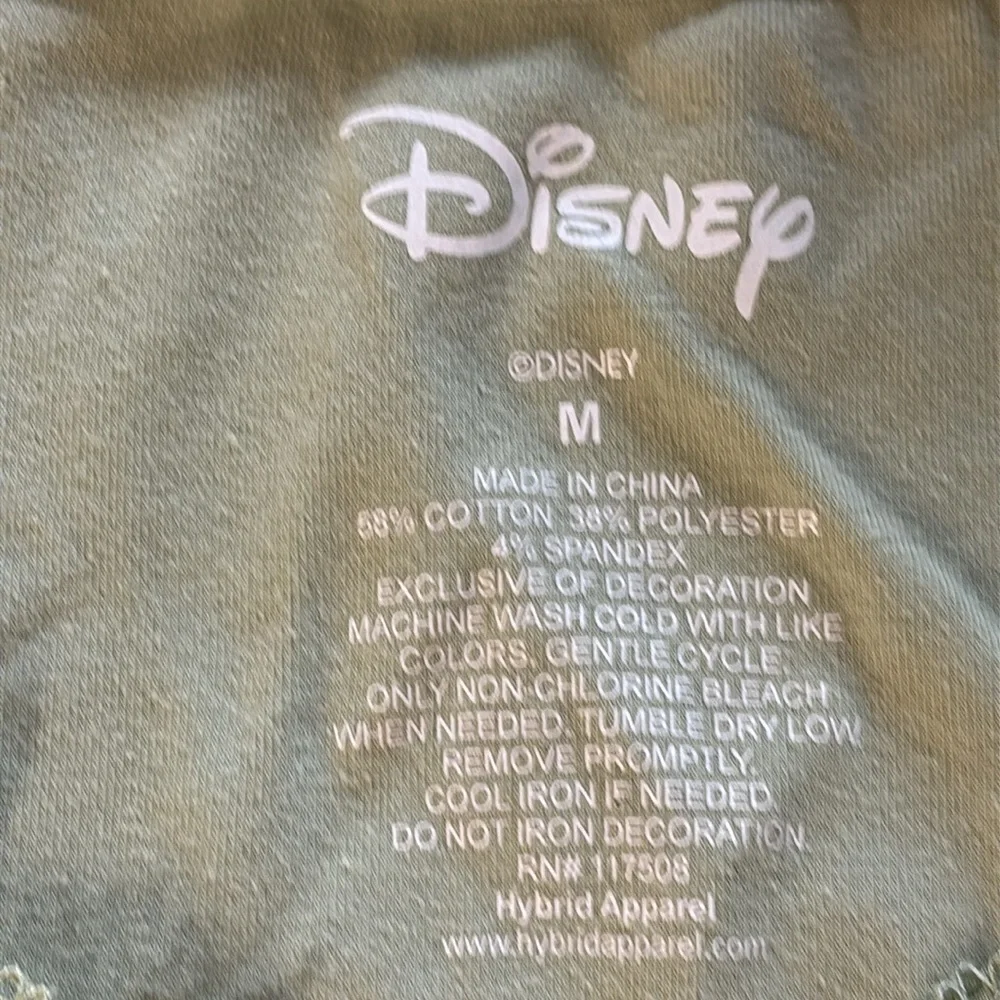 Disney
©DISNEY
M
MADE IN CHINA
58% COTTON, 38% POLYESTER
4% SPANDEX
EXCLUSIVE OF DECORATION
MACHINE WASH COLD WITH LIKE
COLORS. GENTLE CYCLE.
ONLY NON-CHLORINE BLEACH
WHEN NEEDED. TUMBLE DRY LOW
REMOVE PROMPTLY.
COOL IRON IF NEEDED.
DO NOT IRON DECORATION.
RN# 117508
Hybrid Apparel
www.hybridapparel.com